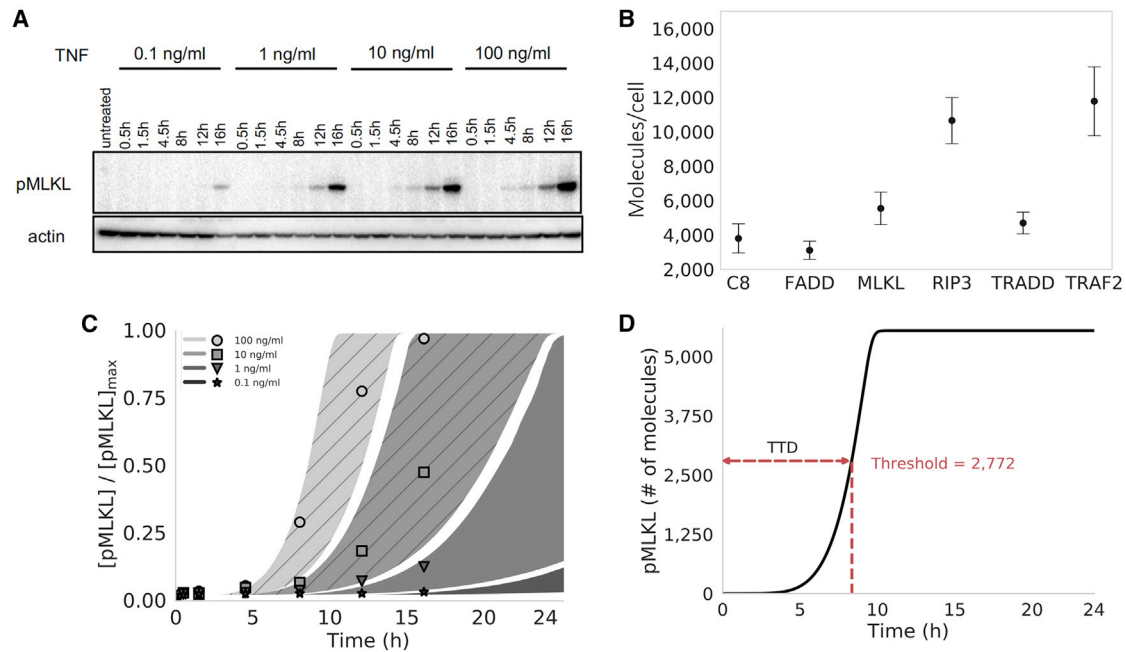 A
TNF
0.1 ng/ml 1 ng/ml 10 ng/ml 100 ng/ml
untreated 0.5h 1.5h 4.5h 8h 12h 16h 0.5h 1.5h 4.5h 8h 12h 16h 0.5h 1.5h 4.5h 8h 12h 16h 0.5h 1.5h 4.5h 8h 12h 16h
pMLKL
actin
B
Molecules/cell
16,000
14,000
12,000
10,000
8,000
6,000
4,000
2,000
C8 FADD MLKL RIP3 TRADD TRAF2
C
[pMLKL] / [pMLKL]max
1.00
0.75
0.50
0.25
0.00
100 ng/ml
10 ng/ml
1 ng/ml
0.1 ng/ml
0 5 10 15 20 24
Time (h)
D
pMLKL (# of molecules)
5,000
3,750
2,500
1,250
0
TTD
Threshold = 2,772
0 5 10 15 20 24
Time (h)